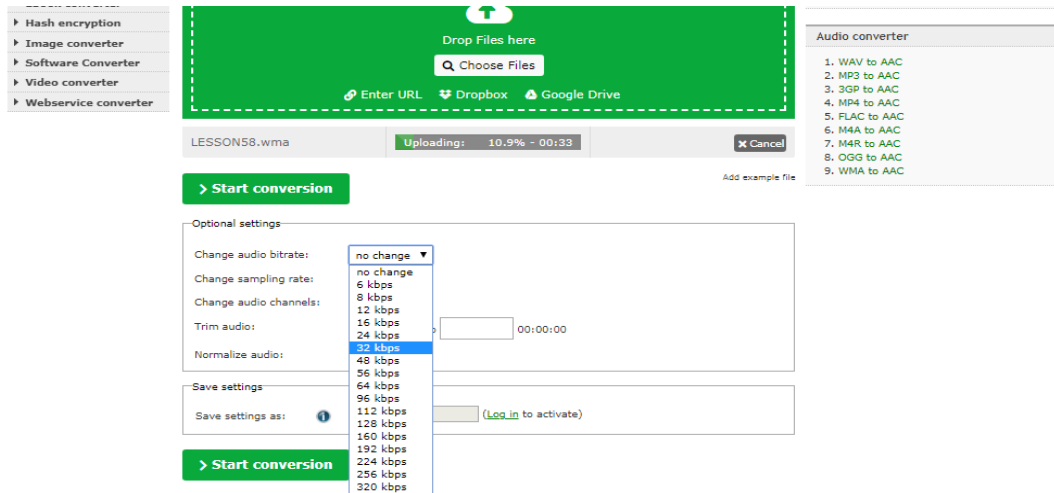 Hash encryption
Image converter
Software Converter
Video converter
Webservice converter
Drop Files here
Choose Files
Enter URL Dropbox Google Drive
LESSON58.wma Uploading: 10.9% - 00:33 Cancel
Start conversion
Add example file
Optional settings
Change audio bitrate: no change
Change sampling rate:
Change audio channels:
Trim audio: 00:00:00
Normalize audio:
no change
6 kbps
8 kbps
12 kbps
16 kbps
24 kbps
32 kbps
48 kbps
56 kbps
64 kbps
96 kbps
112 kbps
128 kbps
160 kbps
192 kbps
224 kbps
256 kbps
320 kbps
Save settings
Save settings as: (Log in to activate)
Start conversion
Audio converter
1. WAV to AAC
2. MP3 to AAC
3. 3GP to AAC
4. MP4 to AAC
5. FLAC to AAC
6. M4A to AAC
7. M4R to AAC
8. OGG to AAC
9. WMA to AAC